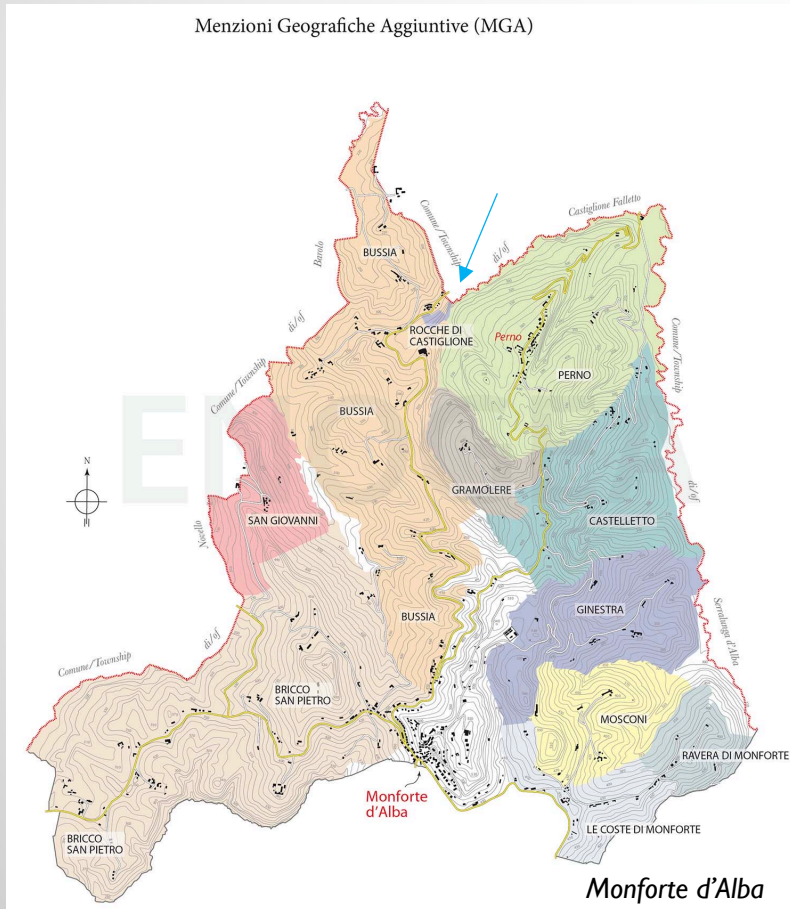 Menzioni Geografiche Aggiuntive (MGA)
Comune/Township
di/of
Castiglione Falletto
BUSSIA
Barolo
di/of
Comune/Township
ROCCHE DI
CASTIGLIONE
Perno
PERNO
Comune/Township
di/of
Serralunga d'Alba
BUSSIA
N
GRAMOLERE
SAN GIOVANNI
CASTELLETTO
Novello
di/of
Comune/Township
GINESTRA
BUSSIA
BRICCO
SAN PIETRO
MOSCONI
RAVERA DI MONFORTE
Monforte
d'Alba
LE COSTE DI MONFORTE
BRICCO
SAN PIETRO
Monforte d'Alba